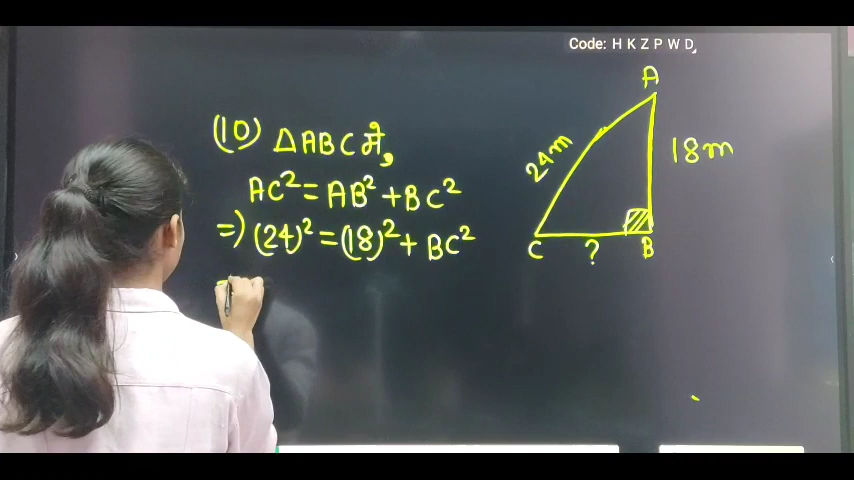 Code: H K Z P W D
(10) ΔABC में,
AC² = AB² + BC²
⇒) (24)² = (18)² + BC²
A
24m
18m
C ? B